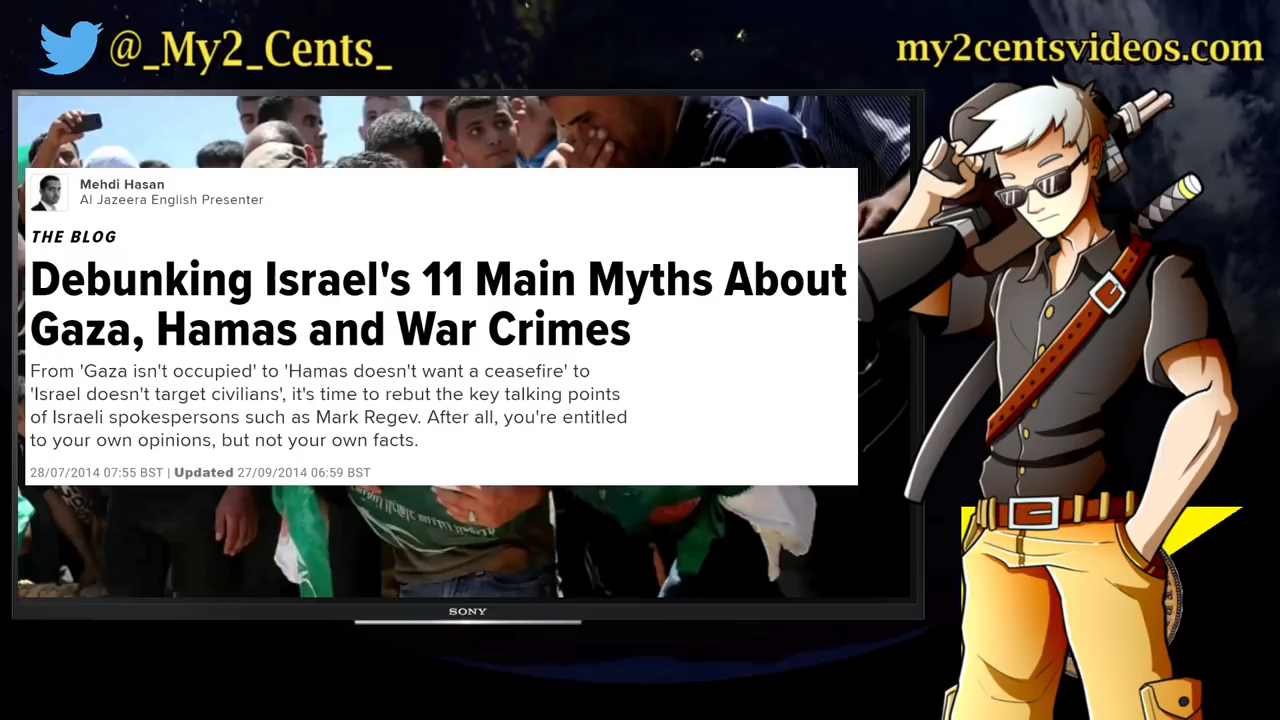 @_My2_Cents_
my2centsvideos.com
Mehdi Hasan
Al Jazeera English Presenter
THE BLOG
Debunking Israel's 11 Main Myths About
Gaza, Hamas and War Crimes
From 'Gaza isn't occupied' to 'Hamas doesn't want a ceasefire' to
'Israel doesn't target civilians', it's time to rebut the key talking points
of Israeli spokespersons such as Mark Regev. After all, you're entitled
to your own opinions, but not your own facts.
28/07/2014 07:55 BST | Updated 27/09/2014 06:59 BST
SONY